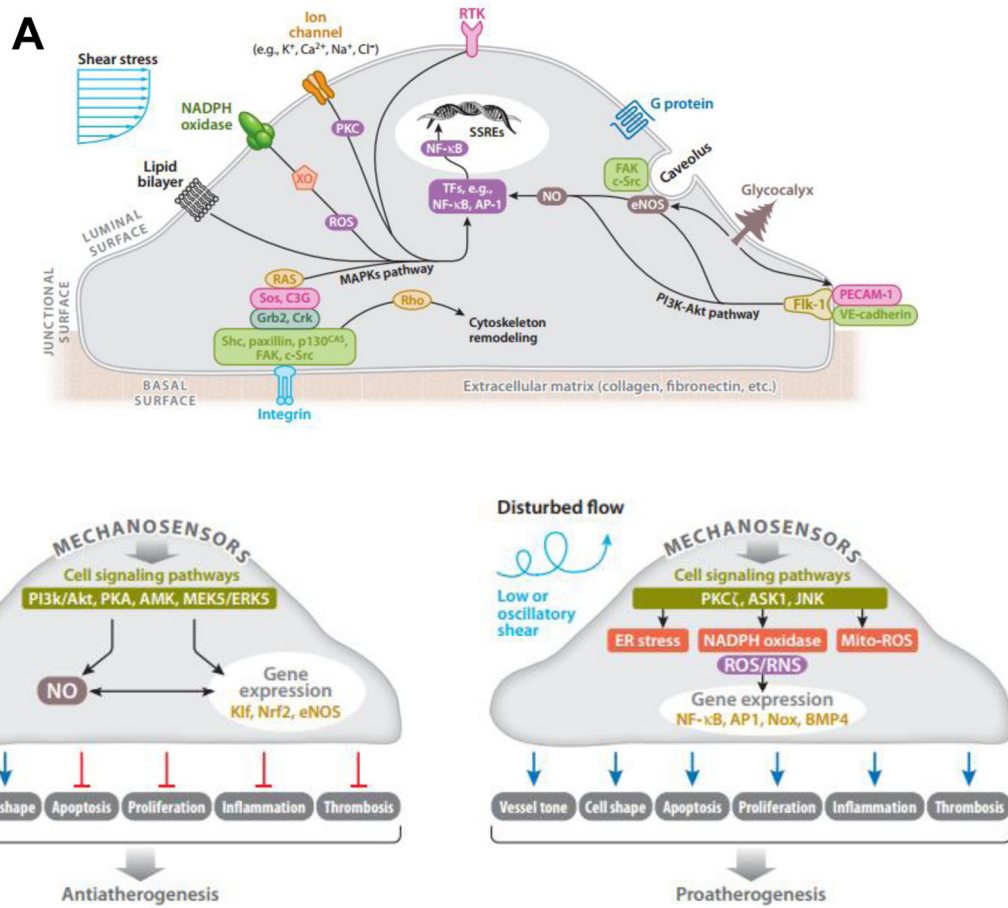 A
Shear stress
Ion
channel
(e.g., K⁺, Ca²⁺, Na⁺, Cl⁻)
RTK
NADPH
oxidase
PKC
SSREs
NF-κB
G protein
Lipid
bilayer
XO
ROS
TFs, e.g.,
NF-κB, AP-1
NO
FAK
c-Src
eNOS
Caveolus
Glycocalyx
LUMINAL
SURFACE
JUNCTIONAL
SURFACE
RAS
MAPKs pathway
Sos, C3G
Grb2, Crk
Shc, paxillin, p130ᶜᴬˢ,
FAK, c-Src
Rho
Cytoskeleton
remodeling
PI3K-Akt pathway
Flk-1
PECAM-1
VE-cadherin
BASAL
SURFACE
Integrin
Extracellular matrix (collagen, fibronectin, etc.)
MECHANOSENSORS
Cell signaling pathways
PI3k/Akt, PKA, AMK, MEK5/ERK5
NO
Gene
expression
Klf, Nrf2, eNOS
shape
Apoptosis
Proliferation
Inflammation
Thrombosis
Antiatherogenesis
Disturbed flow
Low or
oscillatory
shear
MECHANOSENSORS
Cell signaling pathways
PKCζ, ASK1, JNK
ER stress
NADPH oxidase
Mito-ROS
ROS/RNS
Gene expression
NF-κB, AP1, Nox, BMP4
Vessel tone
Cell shape
Apoptosis
Proliferation
Inflammation
Thrombosis
Proatherogenesis